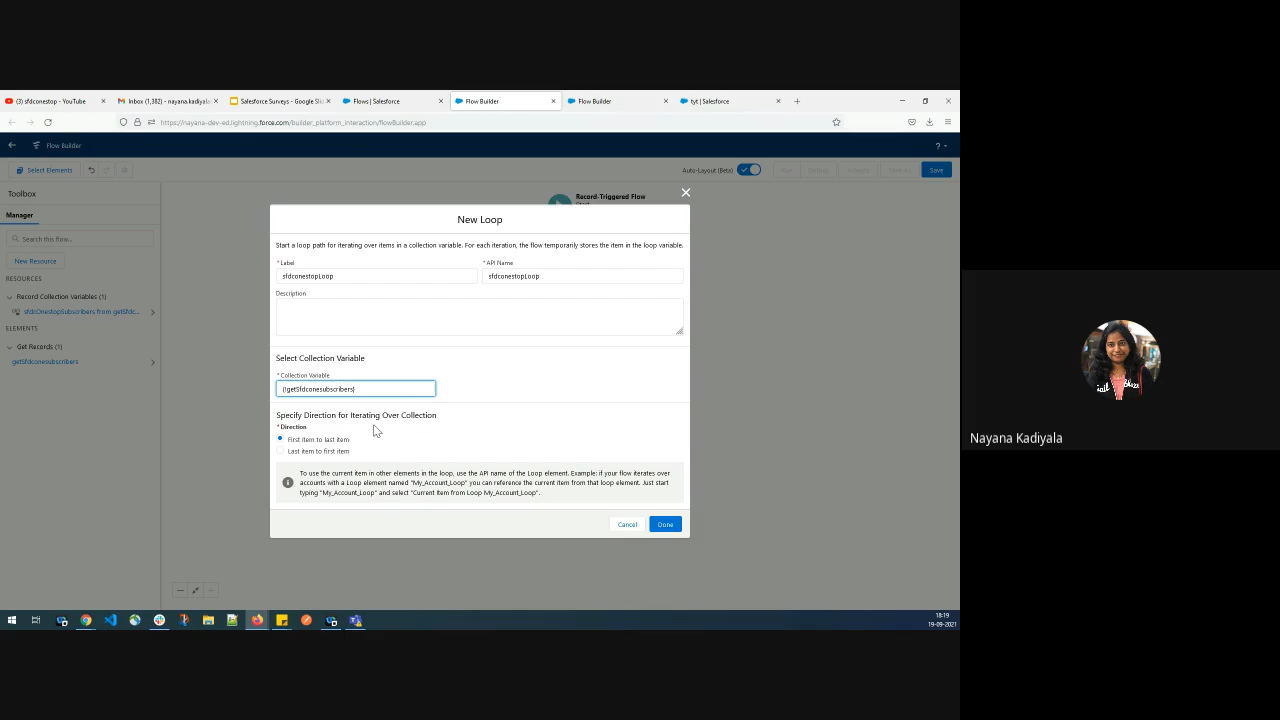 (3) sfdconestop - YouTube
Inbox (1,382) - nayana.kadiyala
Salesforce Surveys - Google Sli
Flows | Salesforce
Flow Builder
Flow Builder
tyt | Salesforce
https://nayana-dev-ed.lightning.force.com/builder_platform_interaction/flowBuilder.app
Flow Builder
?
Select Elements
Auto-Layout (Beta)
Save
Toolbox
Manager
Search this flow...
New Resource
RESOURCES
Record Collection Variables (1)
sfdcOnestopSubscribers from getSfdc...
ELEMENTS
Get Records (1)
getSfdconesubscribers
Record-Triggered Flow
Start
New Loop
Start a loop path for iterating over items in a collection variable. For each iteration, the flow temporarily stores the item in the loop variable.
* Label
* API Name
sfdconestopLoop
sfdconestopLoop
Description
Select Collection Variable
* Collection Variable
{!getSfdconesubscribers}
Specify Direction for Iterating Over Collection
* Direction
First item to last item
Last item to first item
To use the current item in other elements in the loop, use the API name of the Loop element. Example: if your flow iterates over
accounts with a Loop element named "My_Account_Loop" you can reference the current item from that loop element. Just start
typing "My_Account_Loop" and select "Current Item from Loop My_Account_Loop".
Cancel
Done
18:19
19-09-2021
Nayana Kadiyala